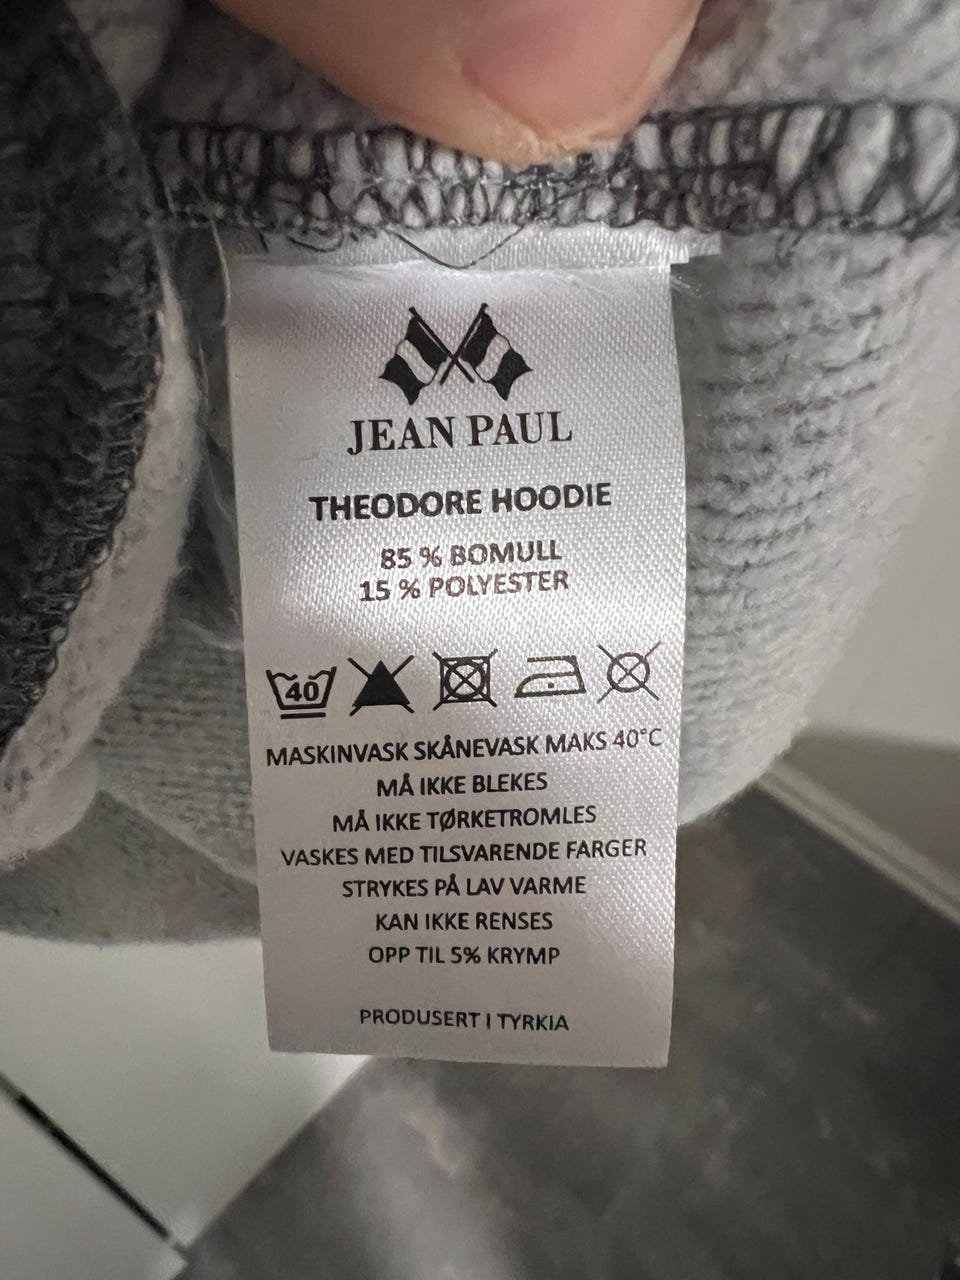 JEAN PAUL
THEODORE HOODIE
85 % BOMULL
15 % POLYESTER
40
MASKINVASK SKÅNEVASK MAKS 40°C
MÅ IKKE BLEKES
MÅ IKKE TØRKETROMLES
VASKES MED TILSVARENDE FARGER
STRYKES PÅ LAV VARME
KAN IKKE RENSES
OPP TIL 5% KRYMP
PRODUSERT I TYRKIA